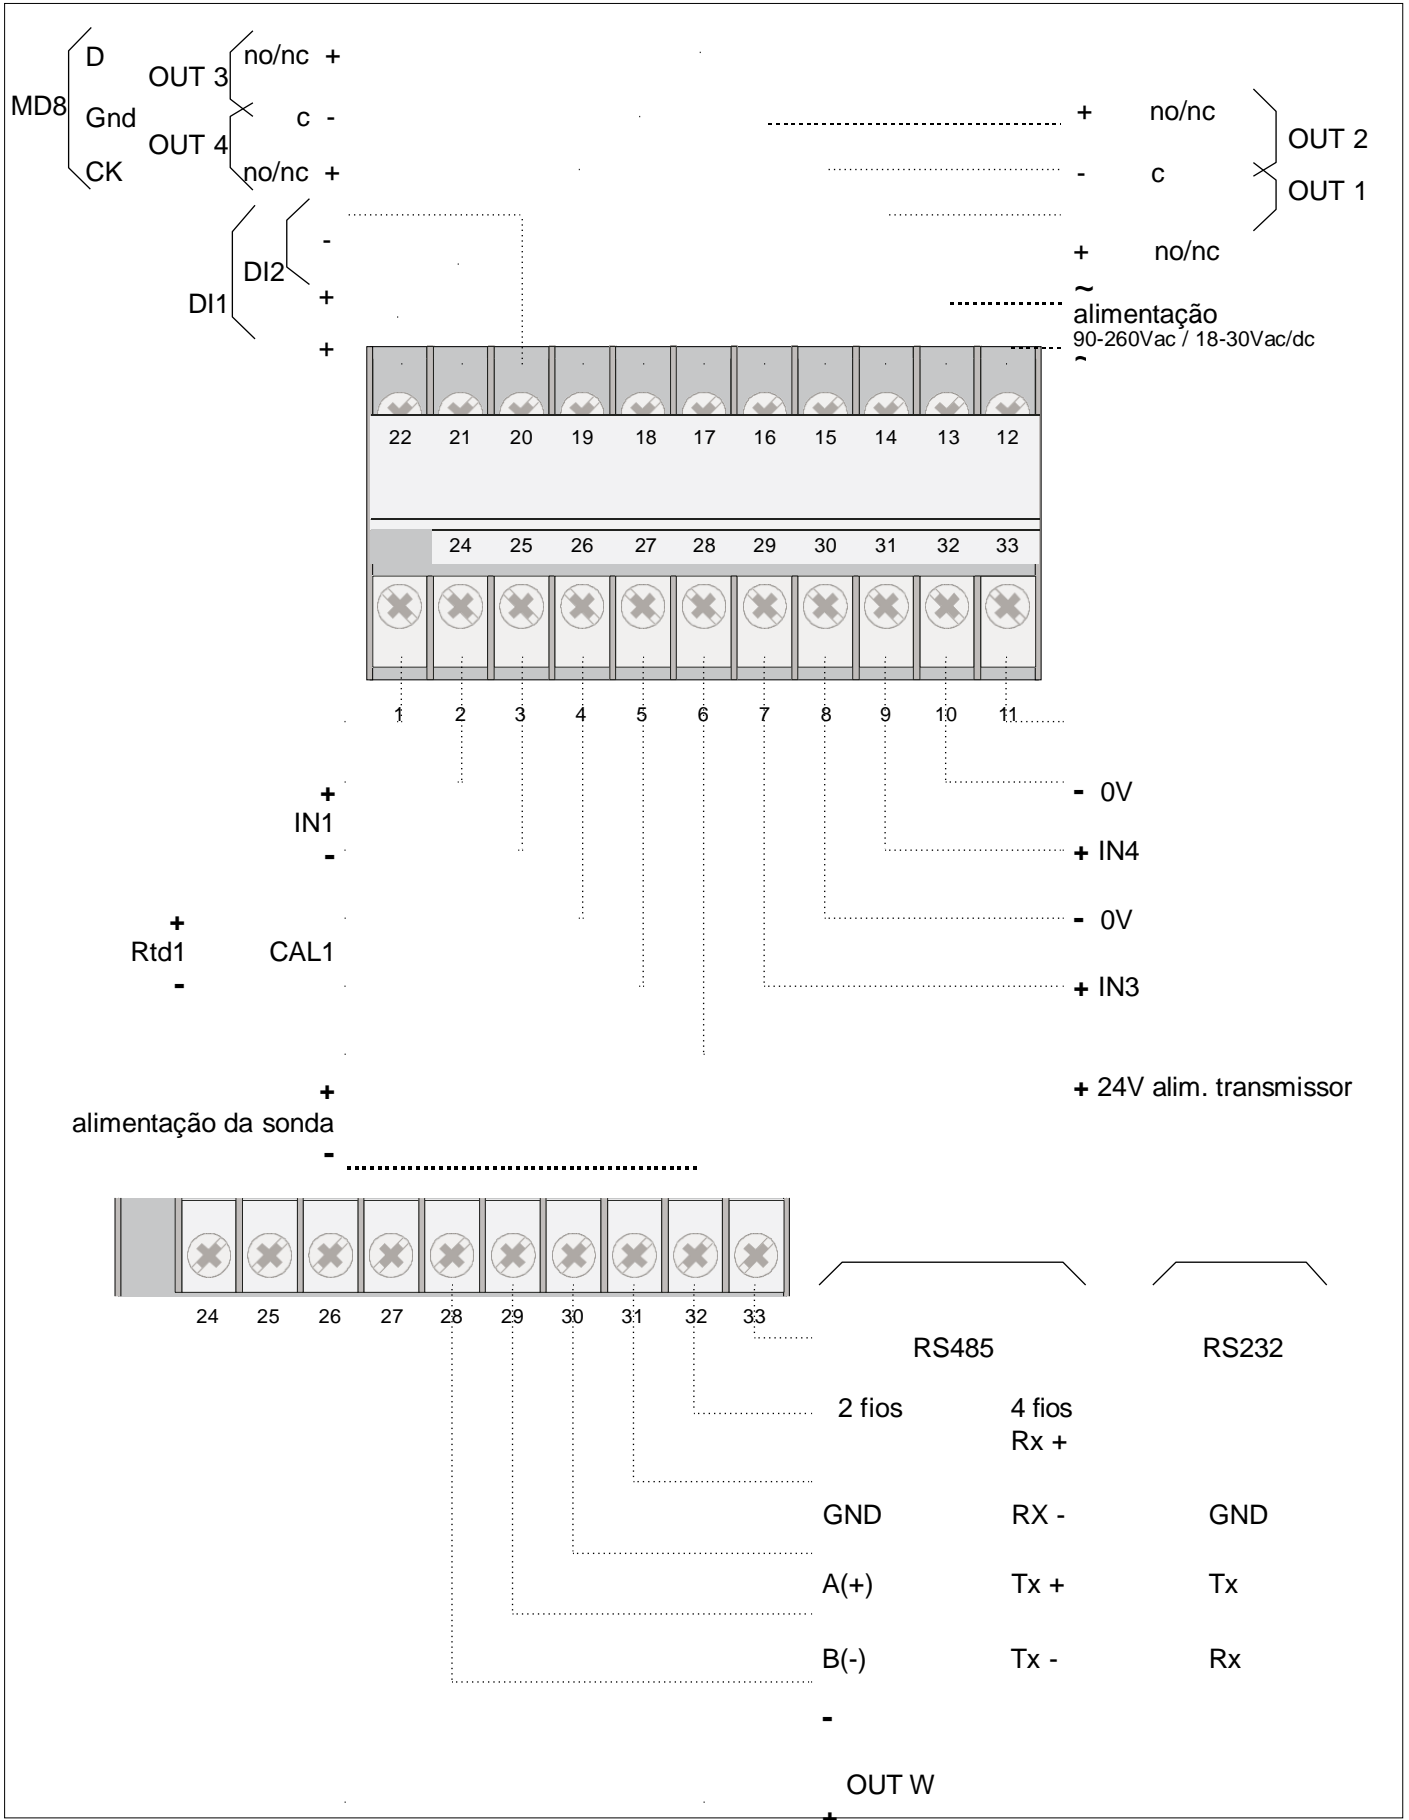 D
OUT 3
no/nc +
MD8
Gnd
c -
OUT 4
CK
no/nc +
+ no/nc
OUT 2
- c
OUT 1
+ no/nc
-
DI2
DI1
+
+
~
alimentação
90-260Vac / 18-30Vac/dc
~
22 21 20 19 18 17 16 15 14 13 12
24 25 26 27 28 29 30 31 32 33
1 2 3 4 5 6 7 8 9 10 11
+
IN1
-
- 0V
+ IN4
+
Rtd1 CAL1
-
- 0V
+ IN3
+
alimentação da sonda
-
+ 24V alim. transmissor
24 25 26 27 28 29 30 31 32 33
RS485 RS232
2 fios 4 fios
Rx +
GND RX - GND
A(+) Tx + Tx
B(-) Tx - Rx
-
OUT W
+